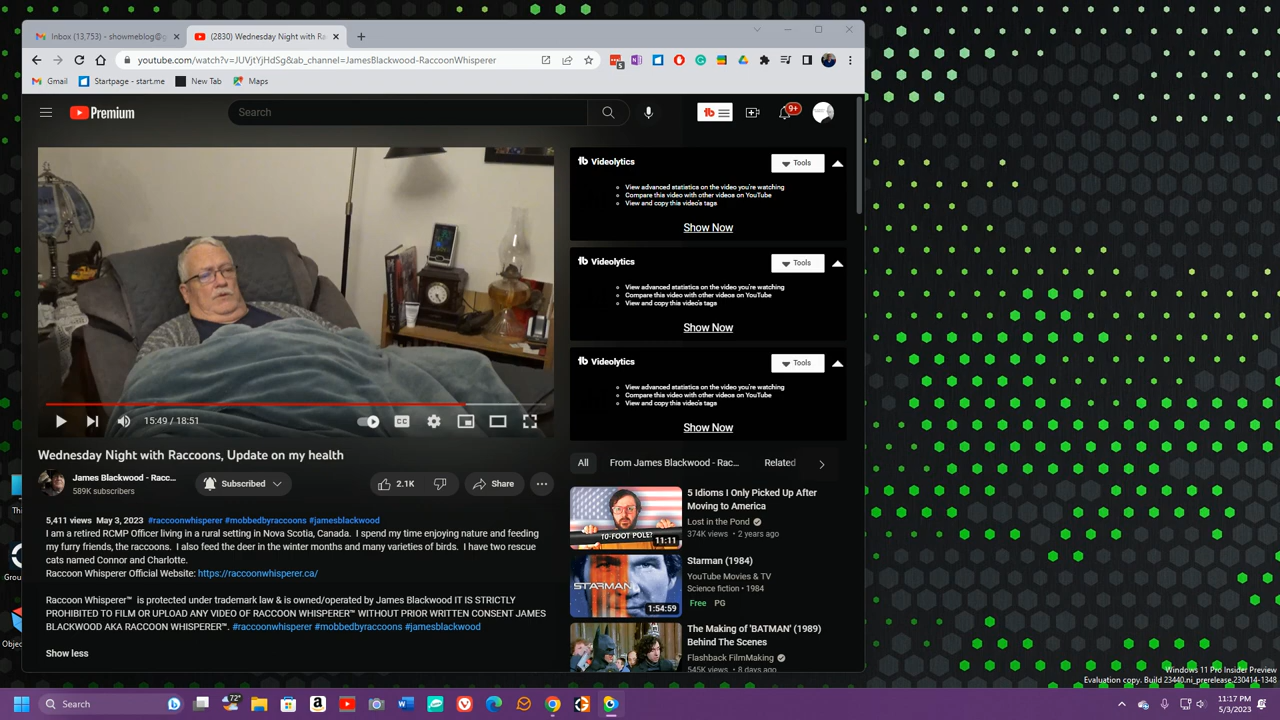 Inbox (13,753) - showmeblog@g
(2830) Wednesday Night with Ra
youtube.com/watch?v=JUVjtYjHdSg&ab_channel=JamesBlackwood-RaccoonWhisperer
5
Gmail
Startpage - start.me
New Tab
Maps
Premium
Search
tb
9+
tb Videolytics
Tools
View advanced statistics on the video you're watching
Compare this video with other videos on YouTube
View and copy this video's tags
Show Now
tb Videolytics
Tools
View advanced statistics on the video you're watching
Compare this video with other videos on YouTube
View and copy this video's tags
Show Now
tb Videolytics
Tools
View advanced statistics on the video you're watching
Compare this video with other videos on YouTube
View and copy this video's tags
Show Now
15:49 / 18:51
CC
Wednesday Night with Raccoons, Update on my health
James Blackwood - Racc...
589K subscribers
Subscribed
2.1K
Share
5,411 views May 3, 2023 #raccoonwhisperer #mobbedbyraccoons #jamesblackwood
I am a retired RCMP Officer living in a rural setting in Nova Scotia, Canada. I spend my time enjoying nature and feeding
my furry friends, the raccoons. I also feed the deer in the winter months and many varieties of birds. I have two rescue
cats named Connor and Charlotte.
Raccoon Whisperer Official Website: https://raccoonwhisperer.ca/
Raccoon Whisperer™ is protected under trademark law & is owned/operated by James Blackwood IT IS STRICTLY
PROHIBITED TO FILM OR UPLOAD ANY VIDEO OF RACCOON WHISPERER™ WITHOUT PRIOR WRITTEN CONSENT JAMES
BLACKWOOD AKA RACCOON WHISPERER™. #raccoonwhisperer #mobbedbyraccoons #jamesblackwood
Show less
All
From James Blackwood - Rac...
Related
10-FOOT POLE?
11:11
5 Idioms I Only Picked Up After
Moving to America
Lost in the Pond
374K views • 2 years ago
STARMAN
1:54:59
Starman (1984)
YouTube Movies & TV
Science fiction • 1984
Free
PG
The Making of 'BATMAN' (1989)
Behind The Scenes
Flashback FilmMaking
545K views • 8 days ago
Windows 11 Pro Insider Preview
Evaluation copy. Build 23440.ni_prerelease.230414-1348
Search
72°
11:17 PM
5/3/2023